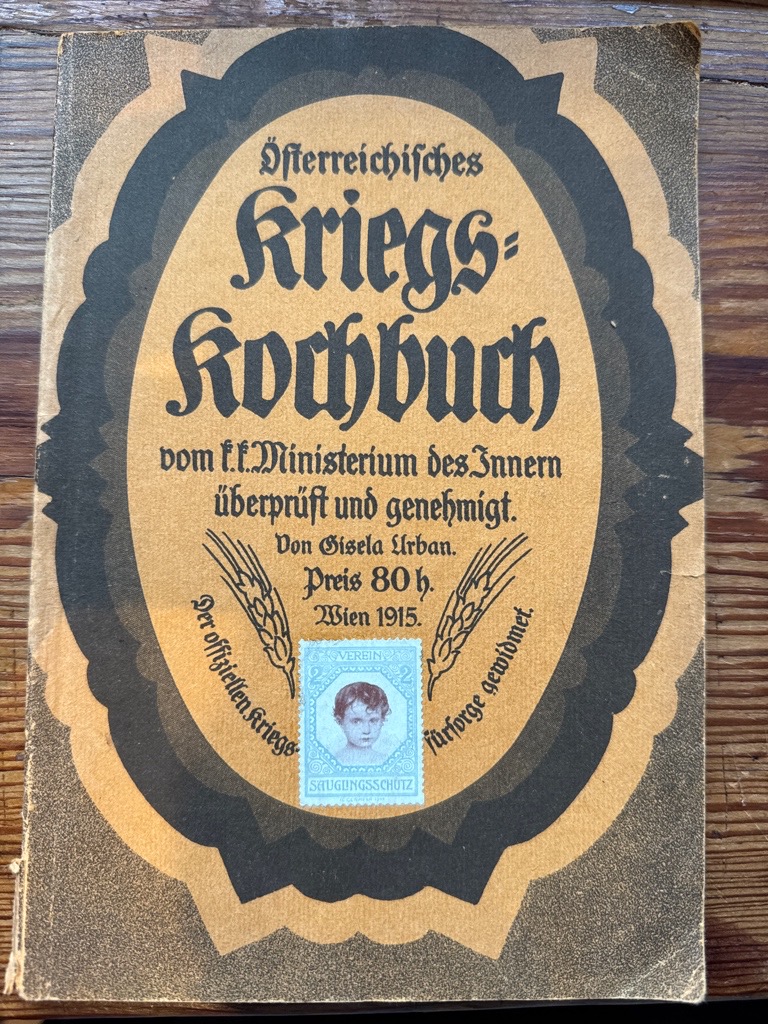 Österreichisches
Kriegs-
Kochbuch
vom k.k. Ministerium des Innern
überprüft und genehmigt.
Von Gisela Urban.
Preis 80 h.
Wien 1915.
Der offiziellen Kriegs-
fürsorge gewidmet.
VEREIN
2 2
SÄUGLINGSSCHUTZ